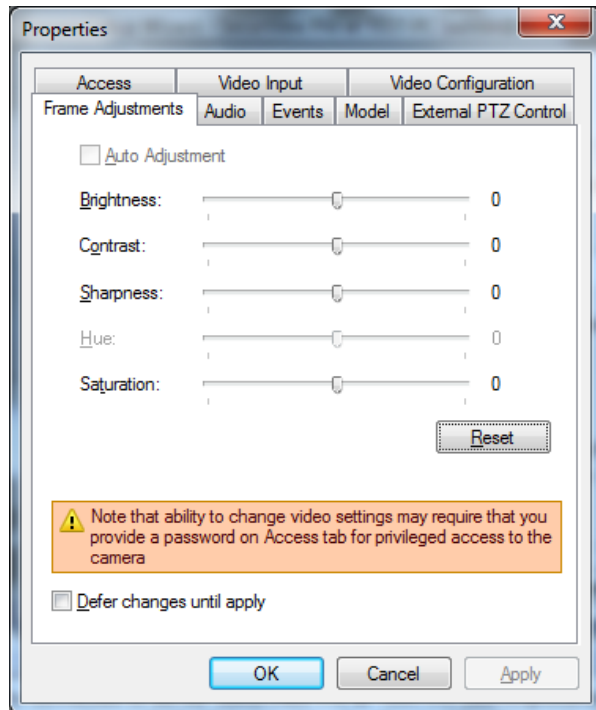 Properties
Access Video Input Video Configuration
Frame Adjustments Audio Events Model External PTZ Control
Auto Adjustment
Brightness: 0
Contrast: 0
Sharpness: 0
Hue: 0
Saturation: 0
Reset
Note that ability to change video settings may require that you
provide a password on Access tab for privileged access to the
camera
Defer changes until apply
OK Cancel Apply